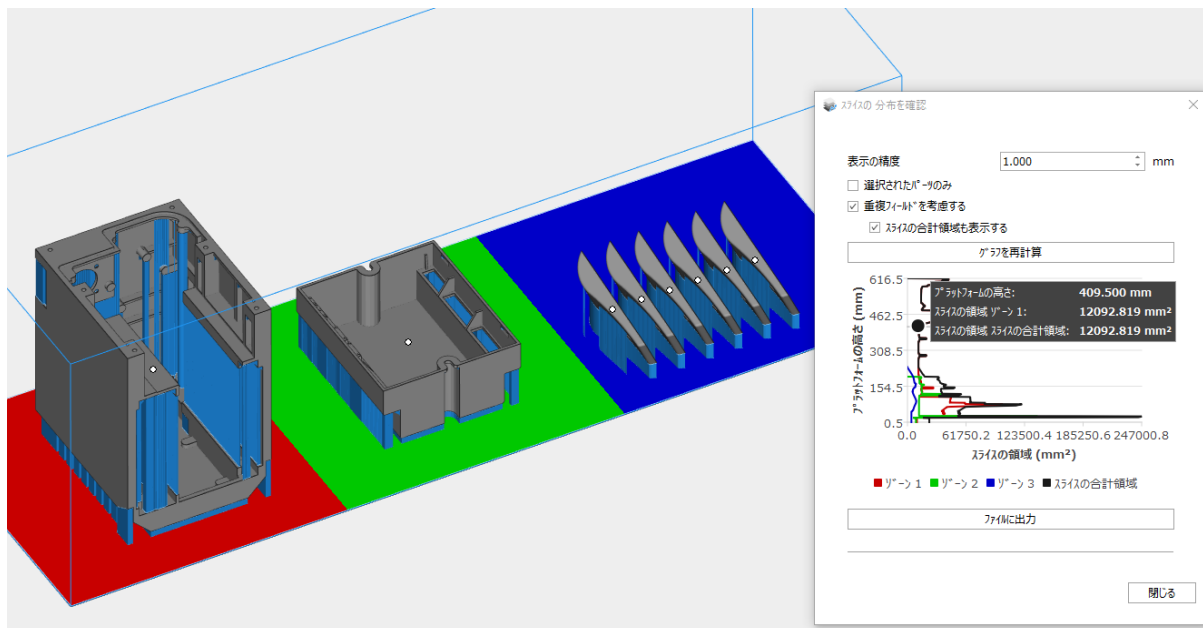 スライスの 分布を確認
表示の精度 1.000 mm
選択されたパーツのみ
重複フィールドを考慮する
スライスの合計領域も表示する
グラフを再計算
プラットフォームの高さ (mm)
616.5
462.5
308.5
154.5
0.5
プラットフォームの高さ: 409.500 mm
スライスの領域 ゾーン 1: 12092.819 mm²
スライスの領域 スライスの合計領域: 12092.819 mm²
0.0 61750.2 123500.4 185250.6 247000.8
スライスの領域 (mm²)
ゾーン 1 ゾーン 2 ゾーン 3 スライスの合計領域
ファイルに出力
閉じる